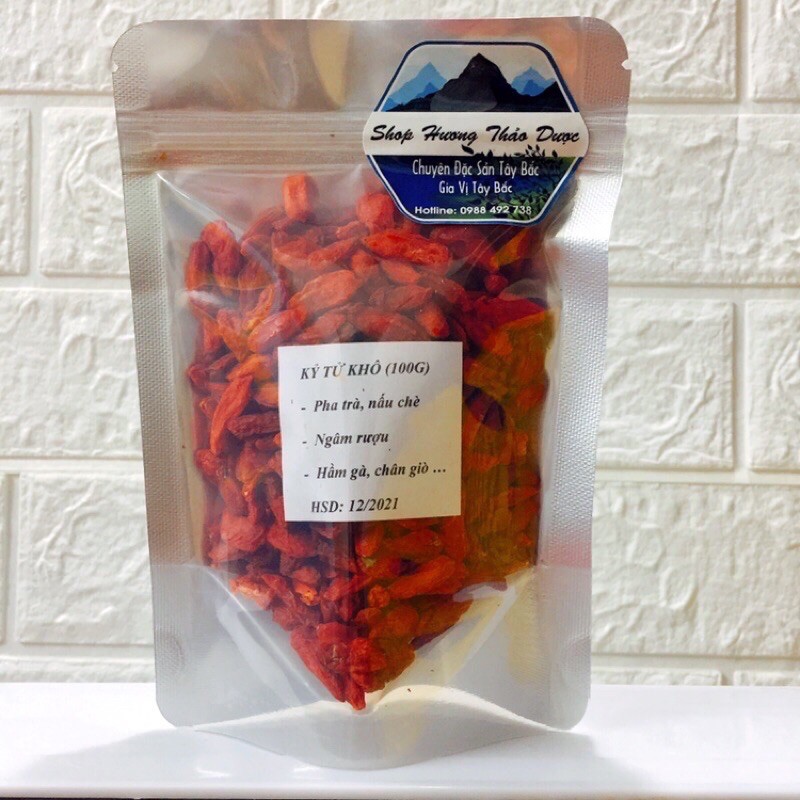 Shop Hương Thảo Dược
Chuyên Đặc Sản Tây Bắc
Gia Vị Tây Bắc
Hotline: 0988 492 738
KỶ TỬ KHÔ (100G)
- Pha trà, nấu chè
- Ngâm rượu
- Hầm gà, chân giò ...
HSD: 12/2021